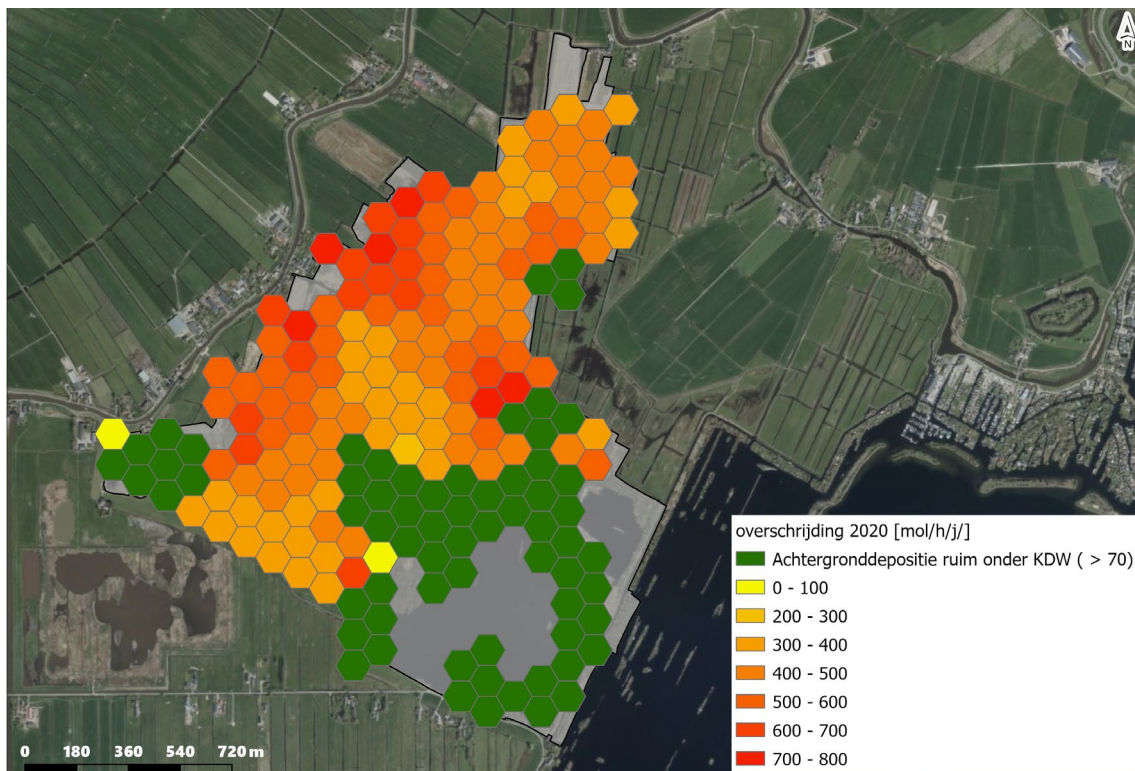 N
overschrijding 2020 [mol/h/j/]
Achtergronddepositie ruim onder KDW ( > 70)
0 - 100
200 - 300
300 - 400
400 - 500
500 - 600
600 - 700
700 - 800
0 180 360 540 720 m